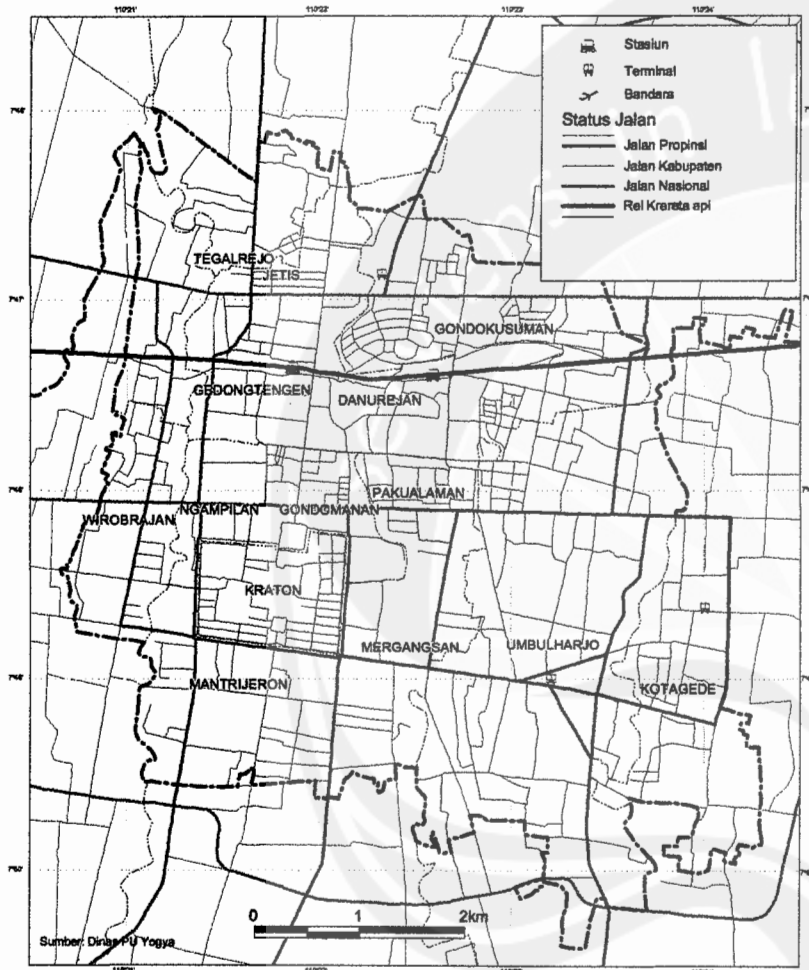 Stasiun
Terminal
Bandara
Status Jalan
Jalan Propinsi
Jalan Kabupaten
Jalan Nasional
Rel Krareta api
TEGALREJO
JETIS
GONDOKUSUMAN
GEDONGTENGEN
DANUREJAN
PAKUALAMAN
WIROBRAJAN
NGAMPILAN
GONDOMANAN
KRATON
MERGANGSAN
UMBULHARJO
MANTRIJERON
KOTAGEDE
0 1 2km
Sumber: Dinas PU Yogya